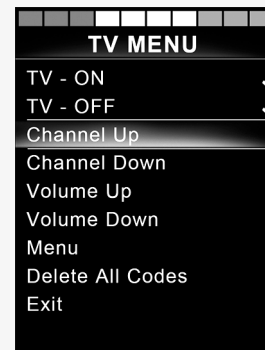 TV MENU
TV - ON
TV - OFF
Channel Up
Channel Down
Volume Up
Volume Down
Menu
Delete All Codes
Exit